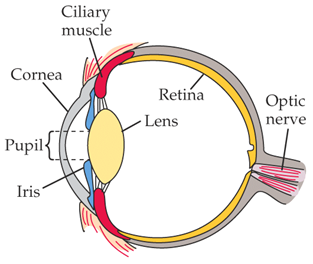 Ciliary
muscle
Cornea
Retina
Optic
nerve
Lens
Pupil
Iris